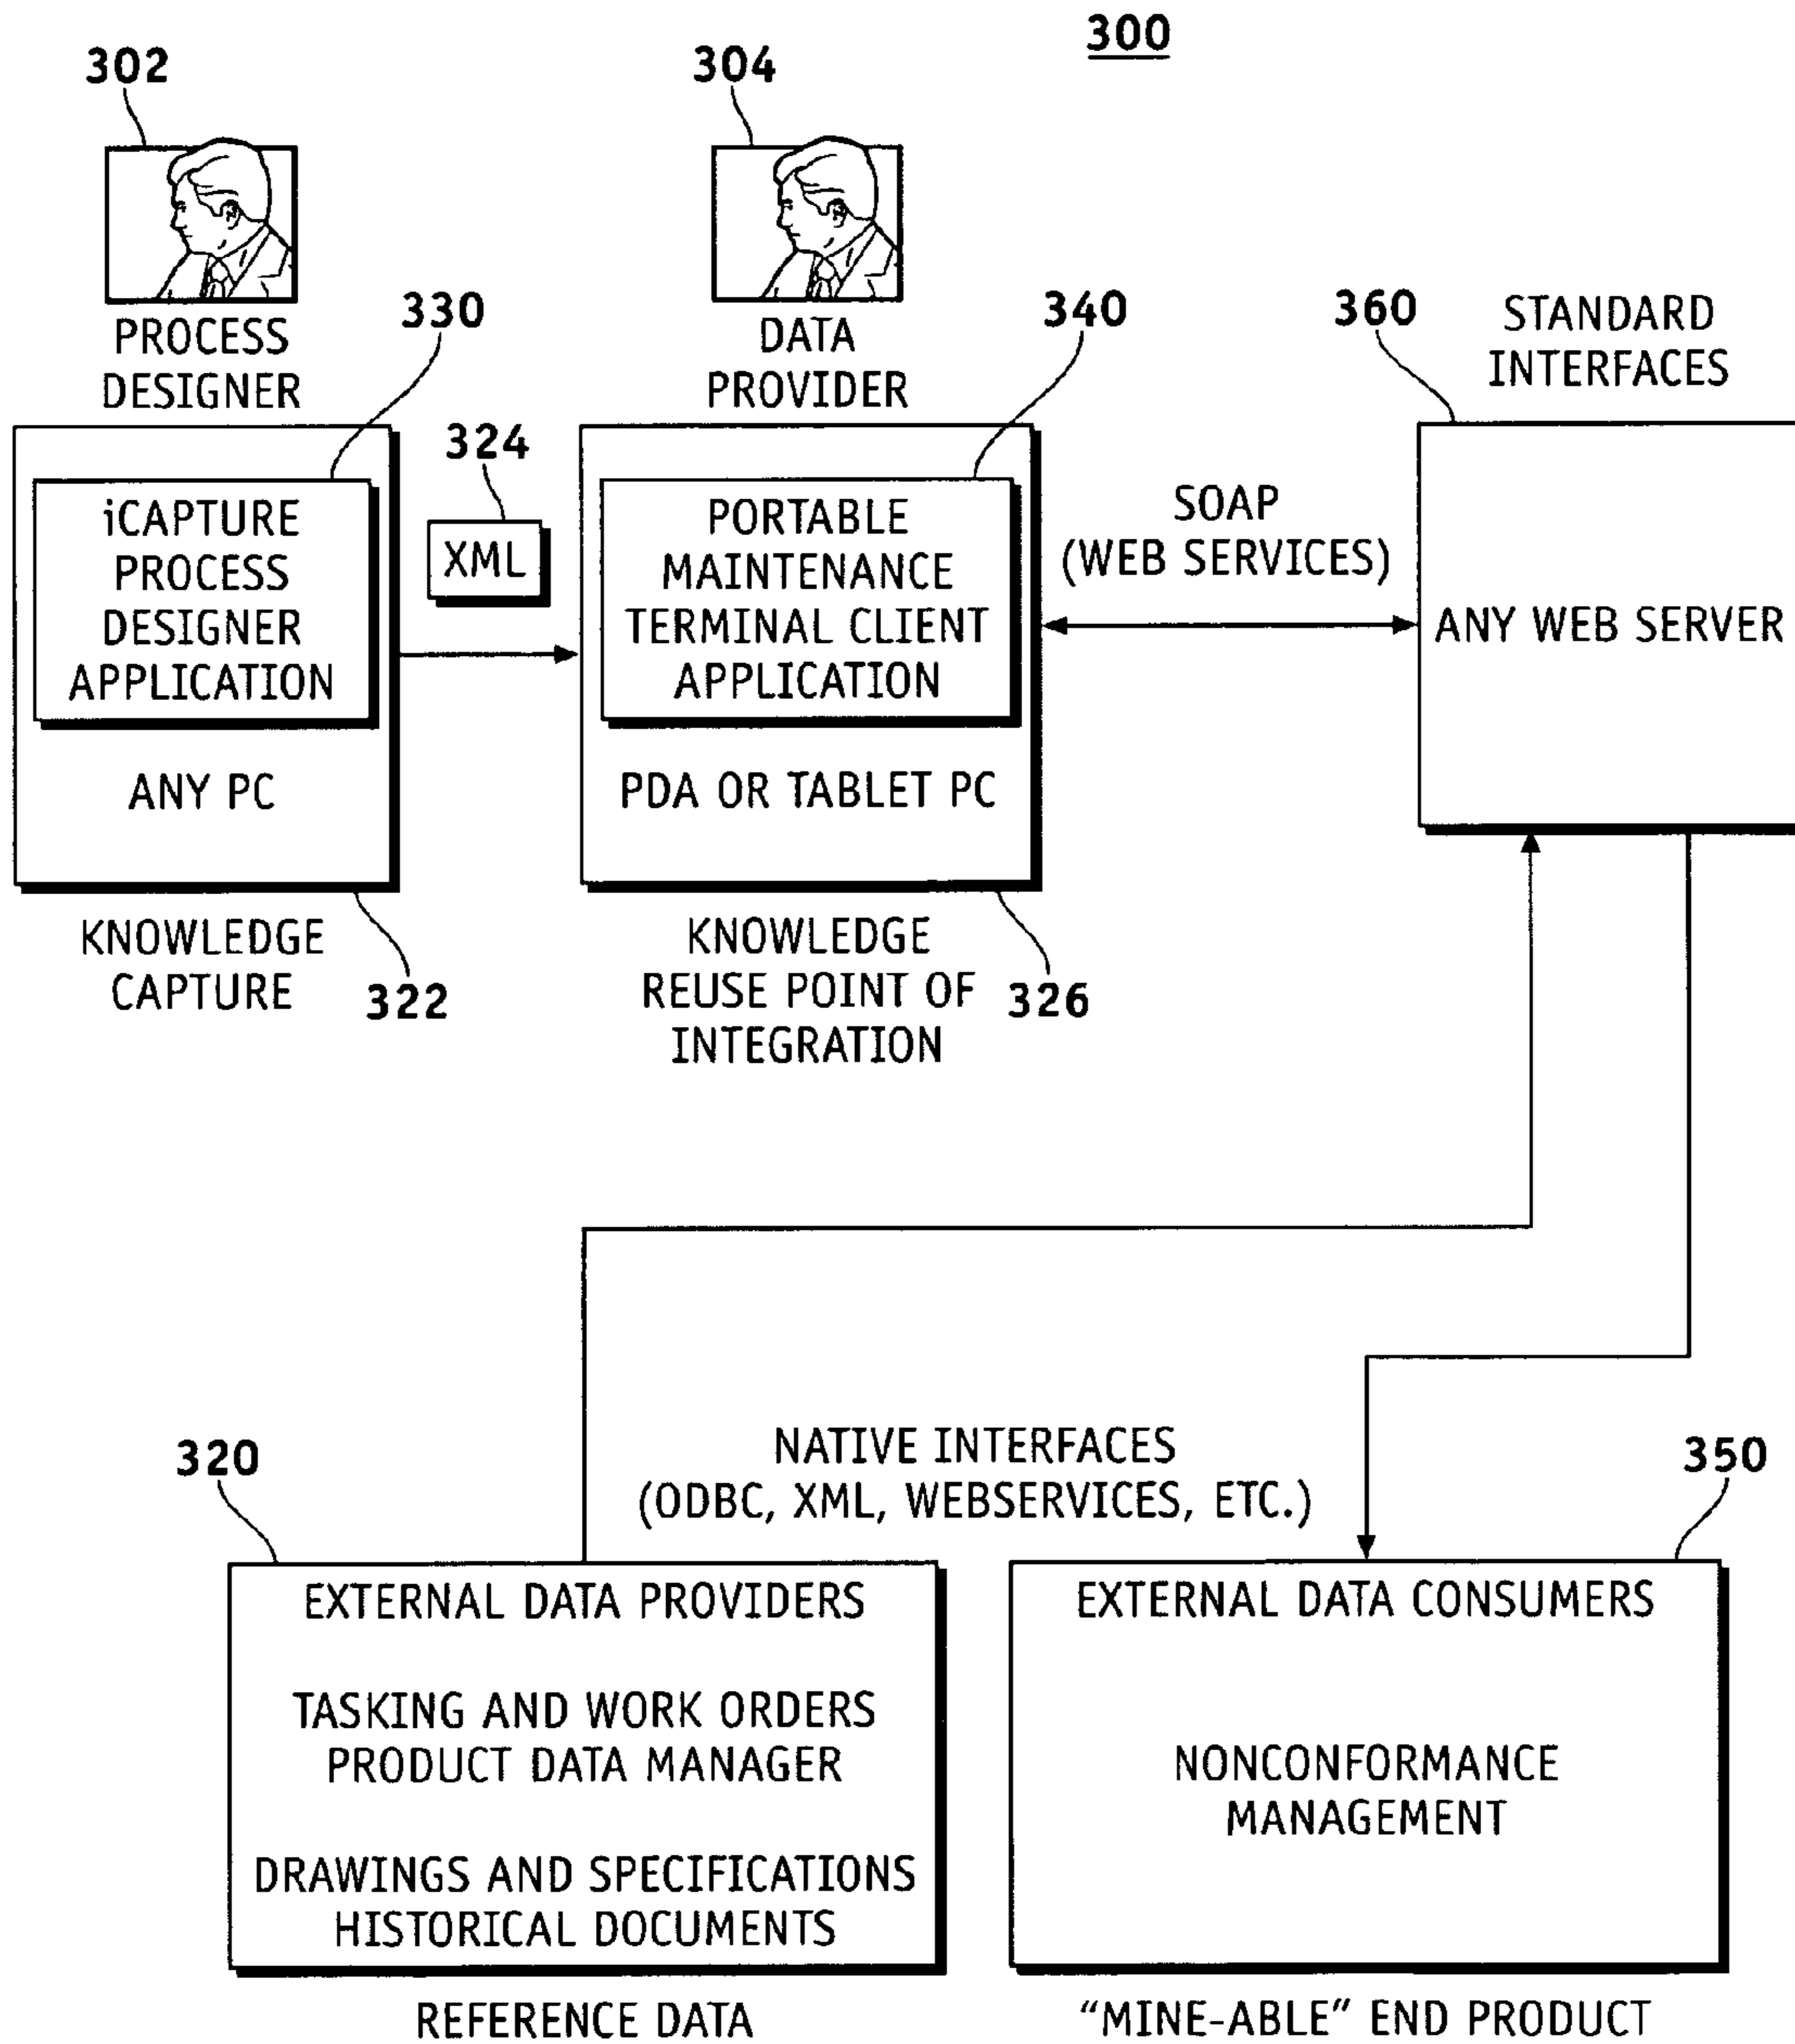 300
302
304
PROCESS
DESIGNER
330
DATA
PROVIDER
340
360
STANDARD
INTERFACES
iCAPTURE
PROCESS
DESIGNER
APPLICATION
ANY PC
324
XML
PORTABLE
MAINTENANCE
TERMINAL CLIENT
APPLICATION
PDA OR TABLET PC
SOAP
(WEB SERVICES)
ANY WEB SERVER
KNOWLEDGE
CAPTURE
322
KNOWLEDGE
REUSE POINT OF
INTEGRATION
326
NATIVE INTERFACES
(ODBC, XML, WEBSERVICES, ETC.)
320
350
EXTERNAL DATA PROVIDERS
TASKING AND WORK ORDERS
PRODUCT DATA MANAGER
DRAWINGS AND SPECIFICATIONS
HISTORICAL DOCUMENTS
REFERENCE DATA
EXTERNAL DATA CONSUMERS
NONCONFORMANCE
MANAGEMENT
“MINE-ABLE” END PRODUCT